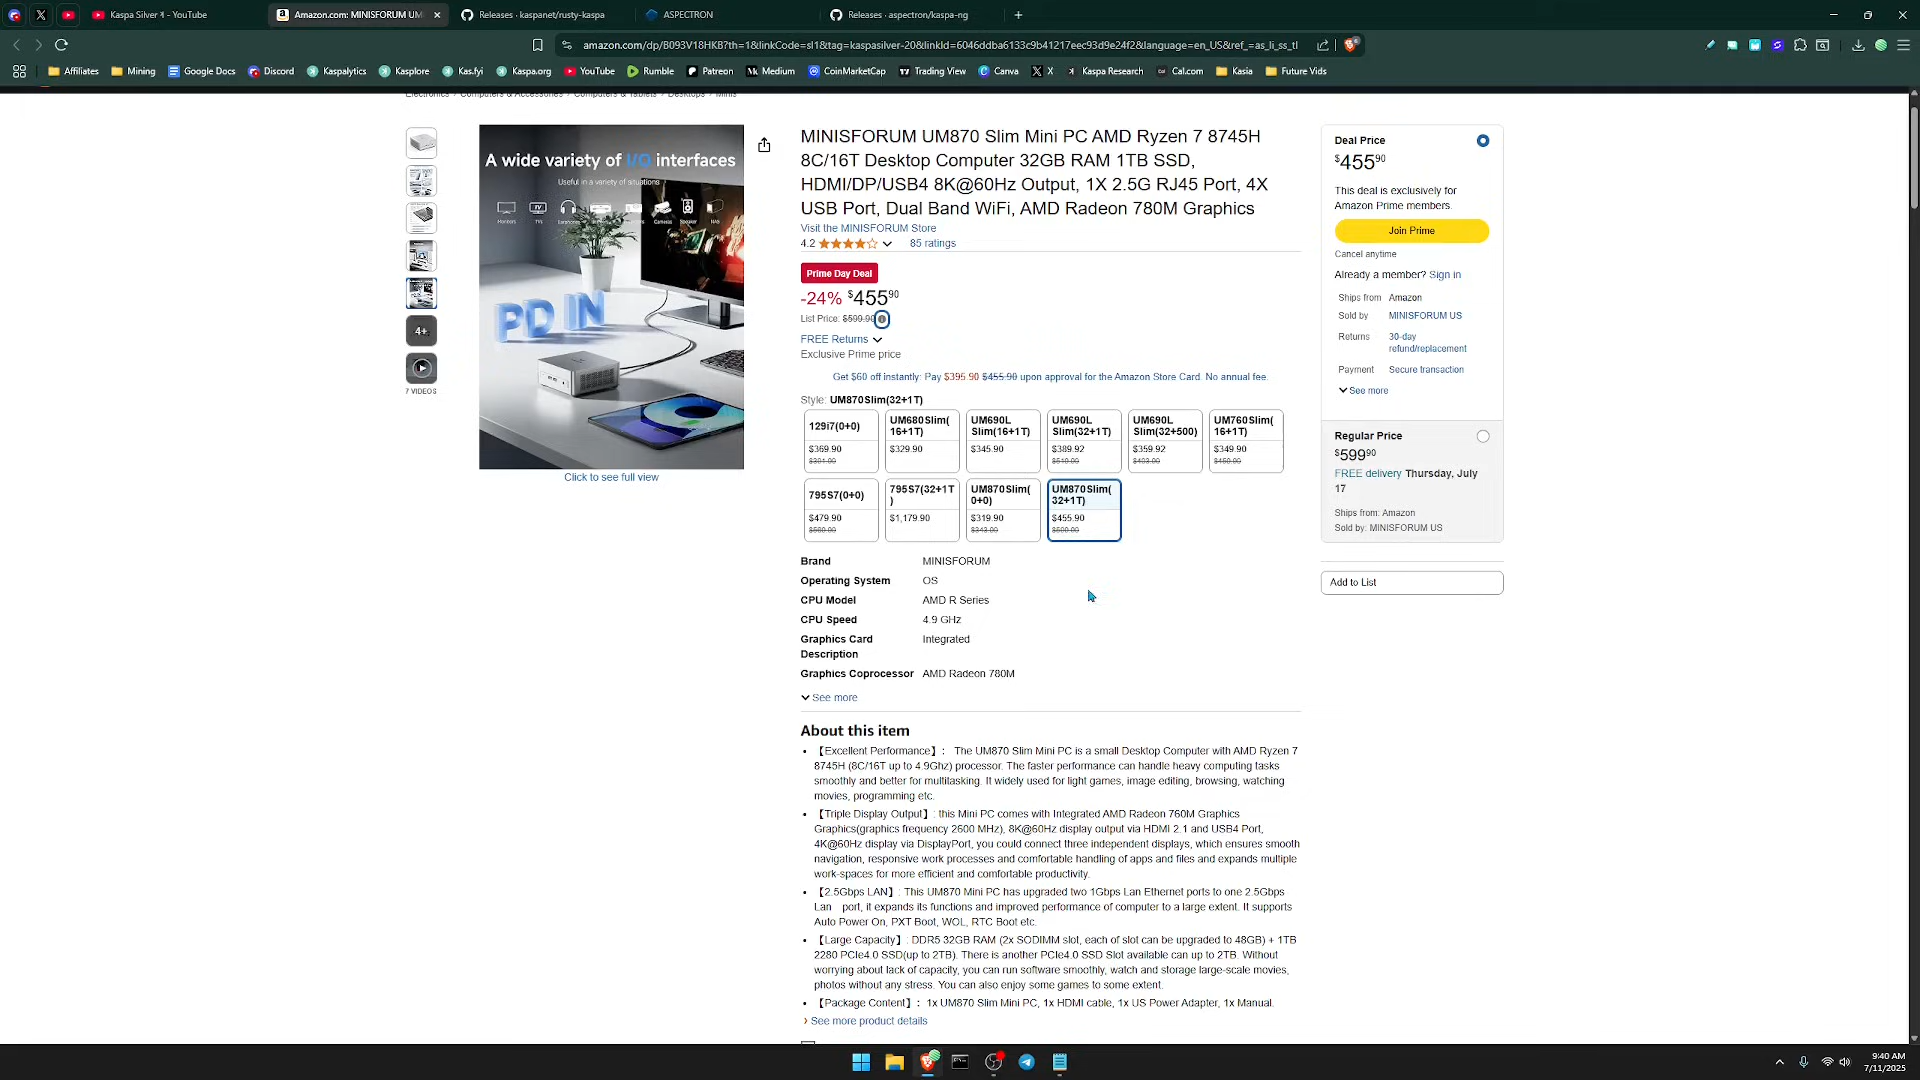 Kaspa Silver - YouTube
Amazon.com: MINISFORUM UM
Releases · kaspanet/rusty-kaspa
ASPECTRON
Releases · aspectron/kaspa-ng
amazon.com/dp/B093V18HKB?th=1&linkCode=sl1&tag=kaspasilver-20&linkId=6046ddba6133c9b41217eec93d9e24f2&language=en_US&ref_=as_li_ss_tl
Affiliates
Mining
Google Docs
Discord
Kaspalytics
Kasplore
Kas.fyi
Kaspa.org
YouTube
Rumble
Patreon
Medium
CoinMarketCap
Trading View
Canva
X
Kaspa Research
Cal.com
Kasia
Future Vids
Electronics › Computers & Accessories › Computers & Tablets › Desktops › Minis
4+
7 VIDEOS
A wide variety of I/O interfaces
Useful in a variety of situations
PD IN
Click to see full view
MINISFORUM UM870 Slim Mini PC AMD Ryzen 7 8745H
8C/16T Desktop Computer 32GB RAM 1TB SSD,
HDMI/DP/USB4 8K@60Hz Output, 1X 2.5G RJ45 Port, 4X
USB Port, Dual Band WiFi, AMD Radeon 780M Graphics
Visit the MINISFORUM Store
4.2 85 ratings
Prime Day Deal
-24% $455 90
List Price: $599.90
FREE Returns
Exclusive Prime price
Get $60 off instantly: Pay $395.90 $455.90 upon approval for the Amazon Store Card. No annual fee.
Style: UM870Slim(32+1T)
129i7(0+0)
$369.90
UM680Slim(
16+1T)
$329.90
UM690L
Slim(16+1T)
$345.90
UM690L
Slim(32+1T)
$389.92
UM690L
Slim(32+500)
$359.92
UM760Slim(
16+1T)
$349.90
795S7(0+0)
$479.90
795S7(32+1T
)
$1,179.90
UM870Slim(
0+0)
$319.90
UM870Slim(
32+1T)
$455.90
Brand MINISFORUM
Operating System OS
CPU Model AMD R Series
CPU Speed 4.9 GHz
Graphics Card Integrated
Description
Graphics Coprocessor AMD Radeon 780M
See more
About this item
• 【Excellent Performance】: The UM870 Slim Mini PC is a small Desktop Computer with AMD Ryzen 7
8745H (8C/16T up to 4.9Ghz) processor. The faster performance can handle heavy computing tasks
smoothly and better for multitasking. It widely used for light games, image editing, browsing, watching
movies, programming etc.
• 【Triple Display Output】: this Mini PC comes with Integrated AMD Radeon 760M Graphics
Graphics(graphics frequency 2600 MHz), 8K@60Hz display output via HDMI 2.1 and USB4 Port,
4K@60Hz display via DisplayPort, you could connect three independent displays, which ensures smooth
navigation, responsive work processes and comfortable handling of apps and files and expands multiple
work-spaces for more efficient and comfortable productivity.
• 【2.5Gbps LAN】: This UM870 Mini PC has upgraded two 1Gbps Lan Ethernet ports to one 2.5Gbps
Lan port, it expands its functions and improved performance of computer to a large extent. It supports
Auto Power On, PXT Boot, WOL, RTC Boot etc.
• 【Large Capacity】: DDR5 32GB RAM (2x SODIMM slot, each of slot can be upgraded to 48GB) + 1TB
2280 PCIe4.0 SSD(up to 2TB). There is another PCIe4.0 SSD Slot available can up to 2TB. Without
worrying about lack of capacity, you can run software smoothly, watch and storage large-scale movies,
photos without any stress. You can also enjoy some games to some extent.
• 【Package Content】: 1x UM870 Slim Mini PC, 1x HDMI cable, 1x US Power Adapter, 1x Manual.
› See more product details
Deal Price
$455 90
This deal is exclusively for
Amazon Prime members.
Join Prime
Cancel anytime
Already a member? Sign in
Ships from Amazon
Sold by MINISFORUM US
Returns 30-day
refund/replacement
Payment Secure transaction
See more
Regular Price
$599 90
FREE delivery Thursday, July
17
Ships from: Amazon
Sold by: MINISFORUM US
Add to List
9:40 AM
7/11/2025